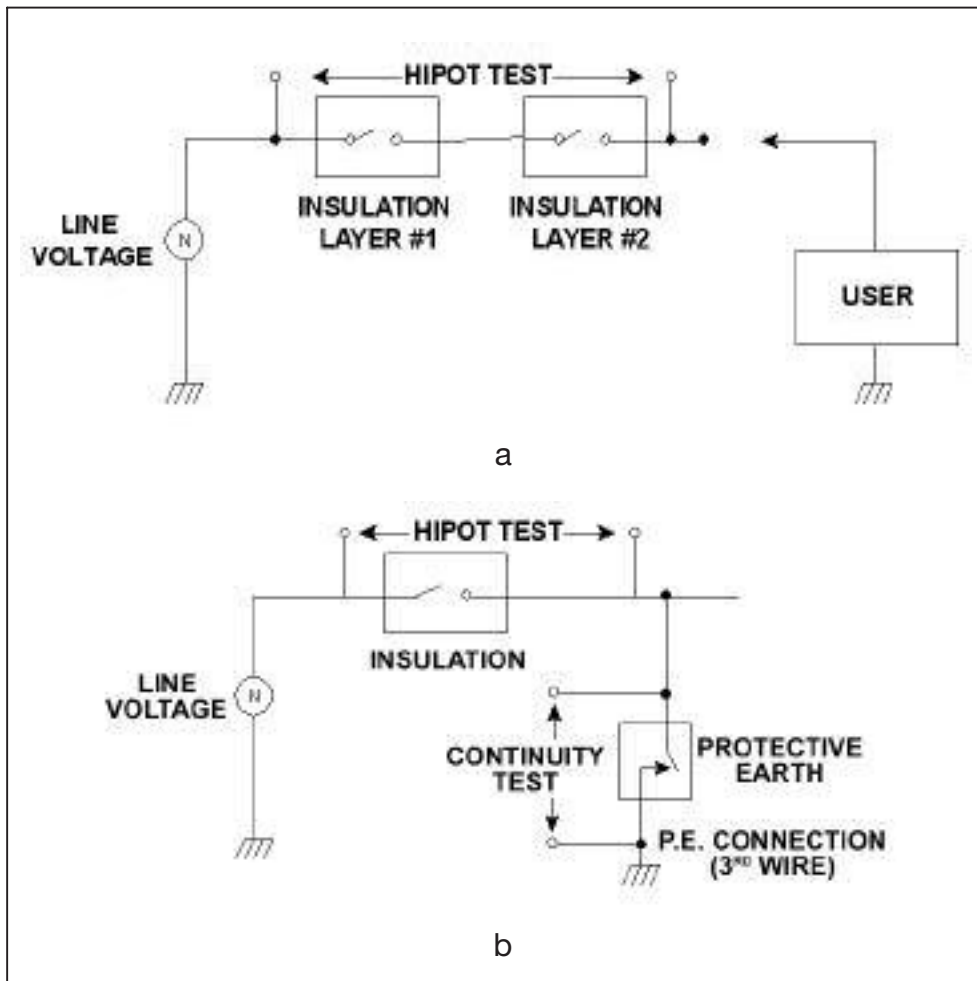 HIPOT TEST
INSULATION
LAYER #1
INSULATION
LAYER #2
LINE
VOLTAGE
N
USER
a
HIPOT TEST
INSULATION
LINE
VOLTAGE
N
CONTINUITY
TEST
PROTECTIVE
EARTH
P.E. CONNECTION
(3RD WIRE)
b